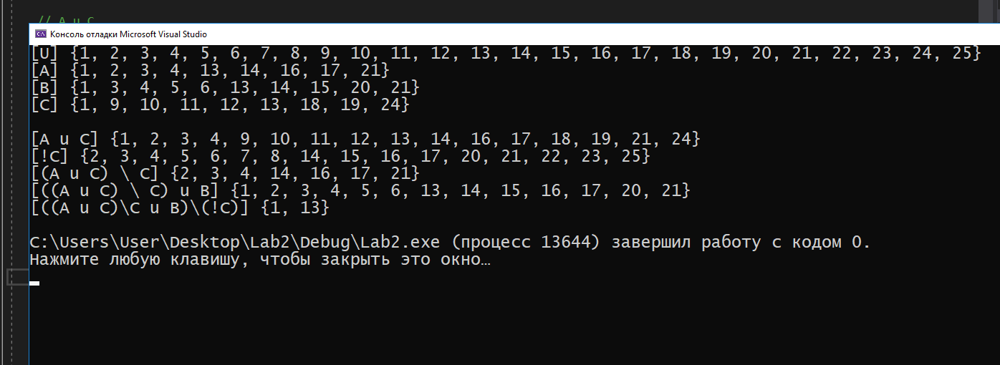 // A u C
Консоль отладки Microsoft Visual Studio
[U] {1, 2, 3, 4, 5, 6, 7, 8, 9, 10, 11, 12, 13, 14, 15, 16, 17, 18, 19, 20, 21, 22, 23, 24, 25}
[A] {1, 2, 3, 4, 13, 14, 16, 17, 21}
[B] {1, 3, 4, 5, 6, 13, 14, 15, 20, 21}
[C] {1, 9, 10, 11, 12, 13, 18, 19, 24}
[A u C] {1, 2, 3, 4, 9, 10, 11, 12, 13, 14, 16, 17, 18, 19, 21, 24}
[!C] {2, 3, 4, 5, 6, 7, 8, 14, 15, 16, 17, 20, 21, 22, 23, 25}
[(A u C) \ C] {2, 3, 4, 14, 16, 17, 21}
[((A u C) \ C) u B] {1, 2, 3, 4, 5, 6, 13, 14, 15, 16, 17, 20, 21}
[((A u C)\C u B)\(!C)] {1, 13}
C:\Users\User\Desktop\Lab2\Debug\Lab2.exe (процесс 13644) завершил работу с кодом 0.
Нажмите любую клавишу, чтобы закрыть это окно…